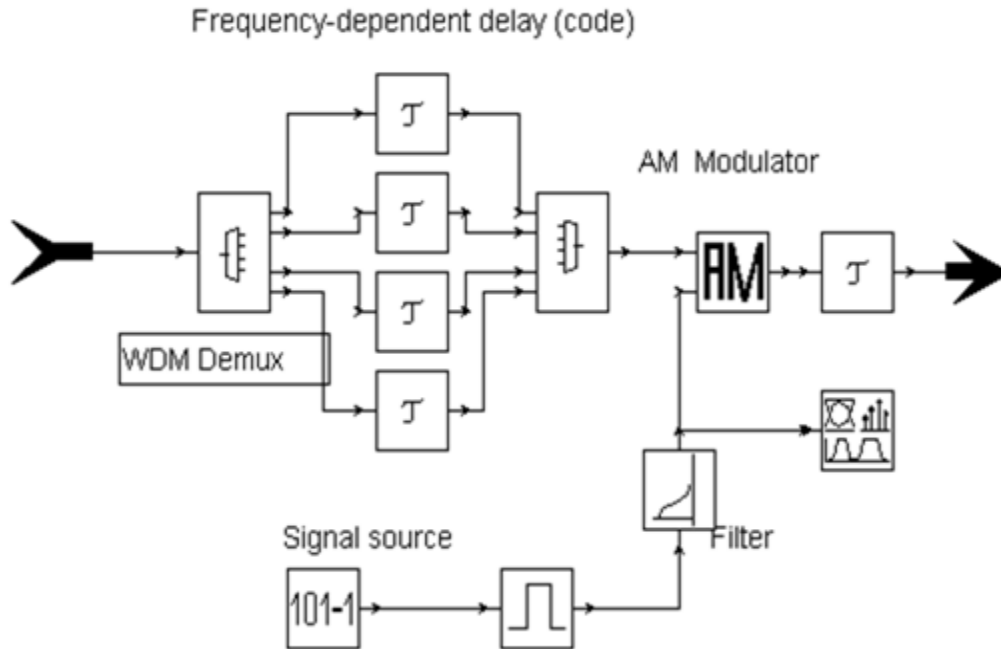 Frequency-dependent delay (code)
τ
AM Modulator
τ
AM
τ
τ
WDM Demux
τ
Signal source
Filter
101-1